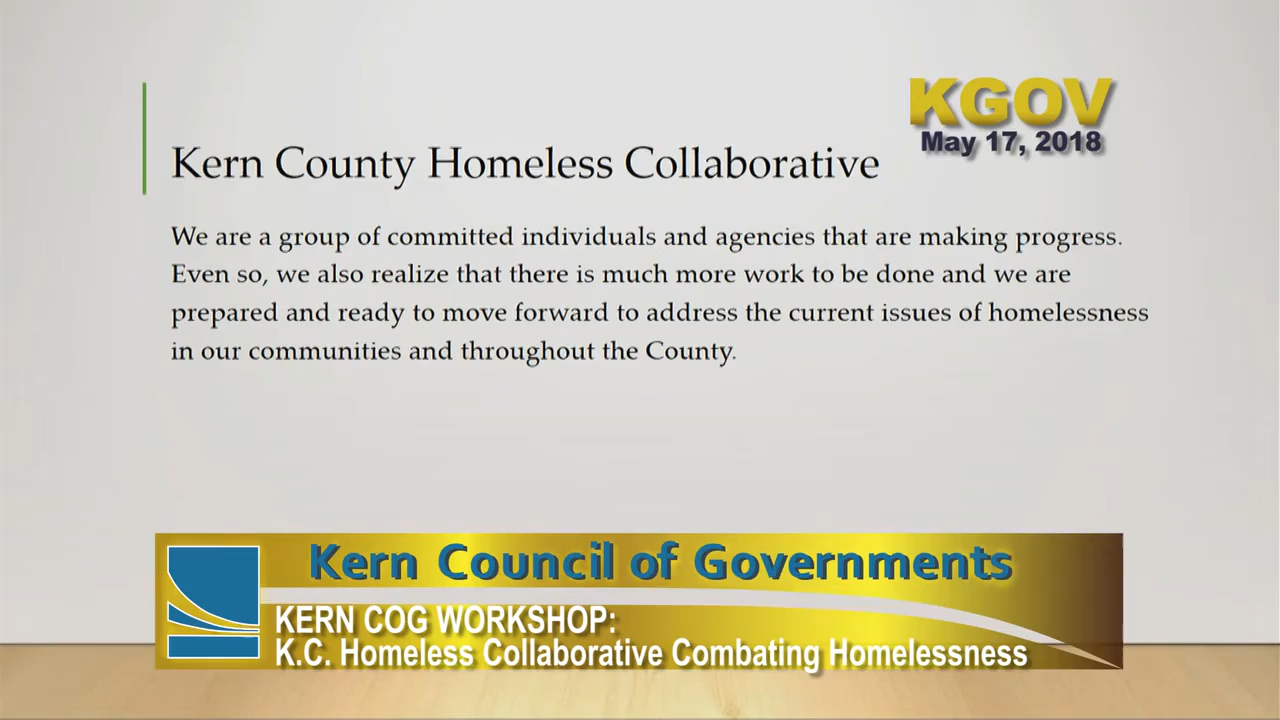 KGOV
May 17, 2018
Kern County Homeless Collaborative
We are a group of committed individuals and agencies that are making progress.
Even so, we also realize that there is much more work to be done and we are
prepared and ready to move forward to address the current issues of homelessness
in our communities and throughout the County.
Kern Council of Governments
KERN COG WORKSHOP:
K.C. Homeless Collaborative Combating Homelessness